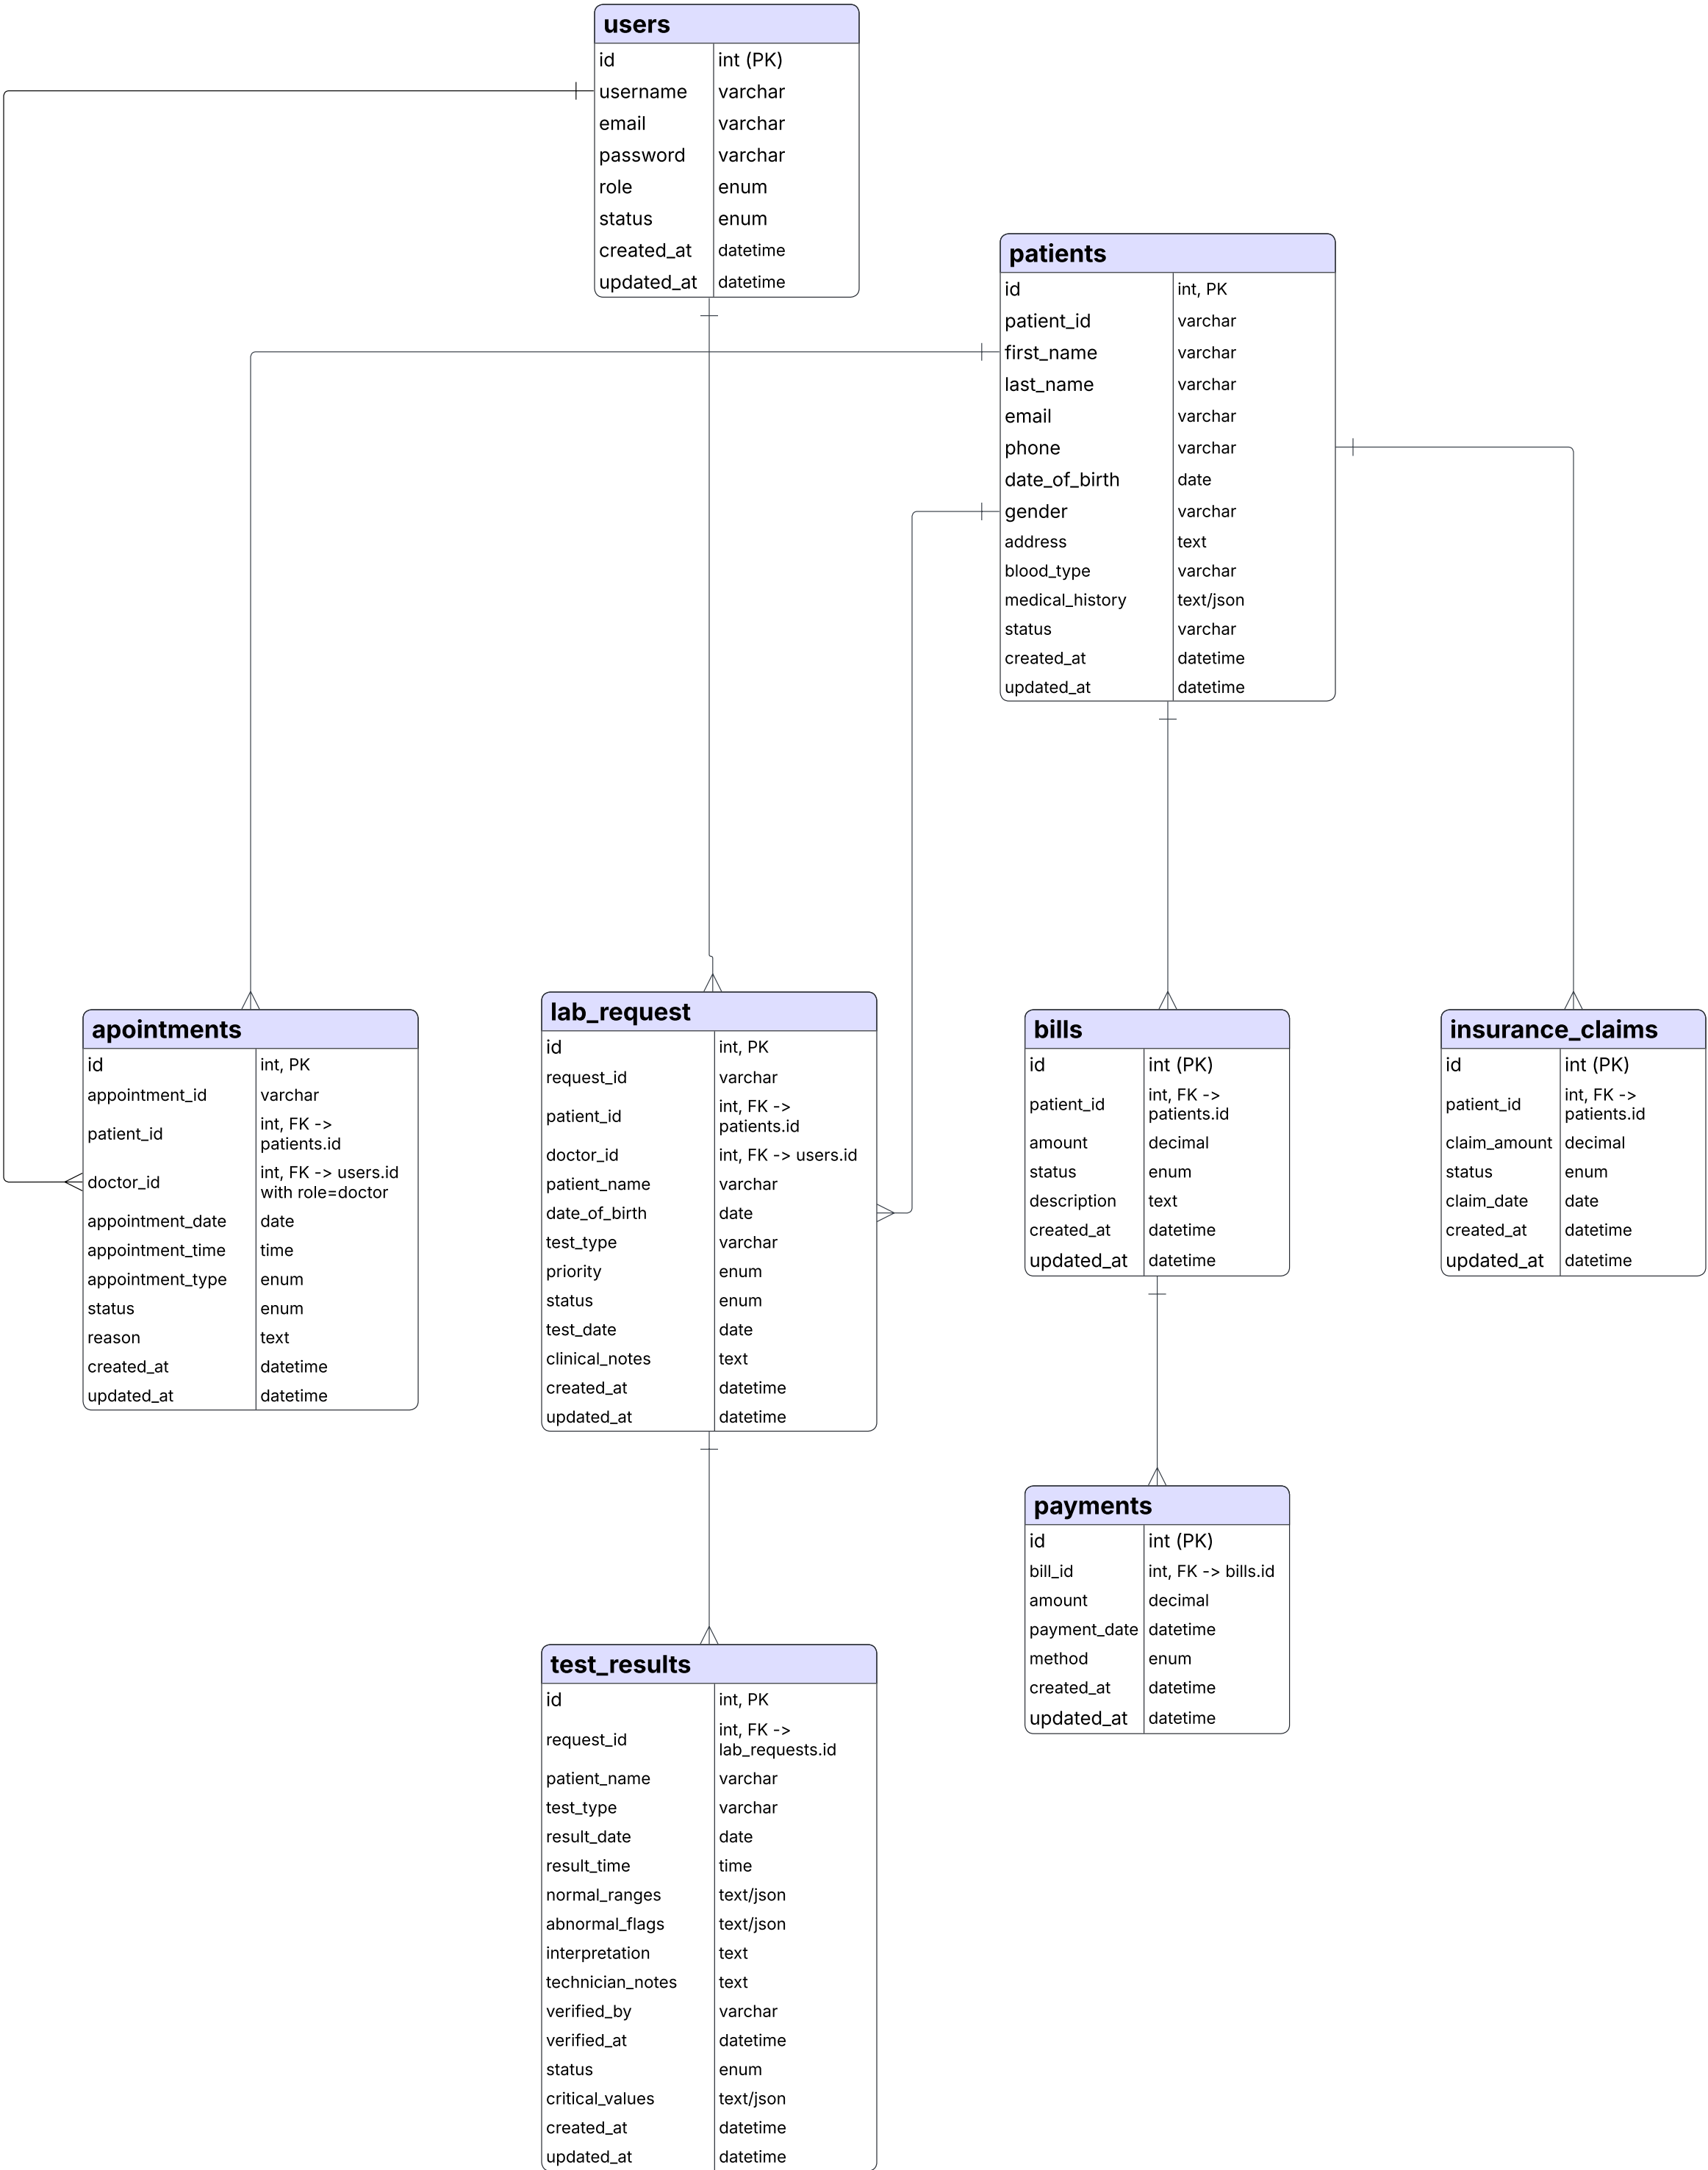 users
id int (PK)
username varchar
email varchar
password varchar
role enum
status enum
created_at datetime
updated_at datetime
patients
id int, PK
patient_id varchar
first_name varchar
last_name varchar
email varchar
phone varchar
date_of_birth date
gender varchar
address text
blood_type varchar
medical_history text/json
status varchar
created_at datetime
updated_at datetime
apointments
id int, PK
appointment_id varchar
patient_id int, FK ->
patients.id
doctor_id int, FK -> users.id
with role=doctor
appointment_date date
appointment_time time
appointment_type enum
status enum
reason text
created_at datetime
updated_at datetime
lab_request
id int, PK
request_id varchar
patient_id int, FK ->
patients.id
doctor_id int, FK -> users.id
patient_name varchar
date_of_birth date
test_type varchar
priority enum
status enum
test_date date
clinical_notes text
created_at datetime
updated_at datetime
bills
id int (PK)
patient_id int, FK ->
patients.id
amount decimal
status enum
description text
created_at datetime
updated_at datetime
insurance_claims
id int (PK)
patient_id int, FK ->
patients.id
claim_amount decimal
status enum
claim_date date
created_at datetime
updated_at datetime
payments
id int (PK)
bill_id int, FK -> bills.id
amount decimal
payment_date datetime
method enum
created_at datetime
updated_at datetime
test_results
id int, PK
request_id int, FK ->
lab_requests.id
patient_name varchar
test_type varchar
result_date date
result_time time
normal_ranges text/json
abnormal_flags text/json
interpretation text
technician_notes text
verified_by varchar
verified_at datetime
status enum
critical_values text/json
created_at datetime
updated_at datetime